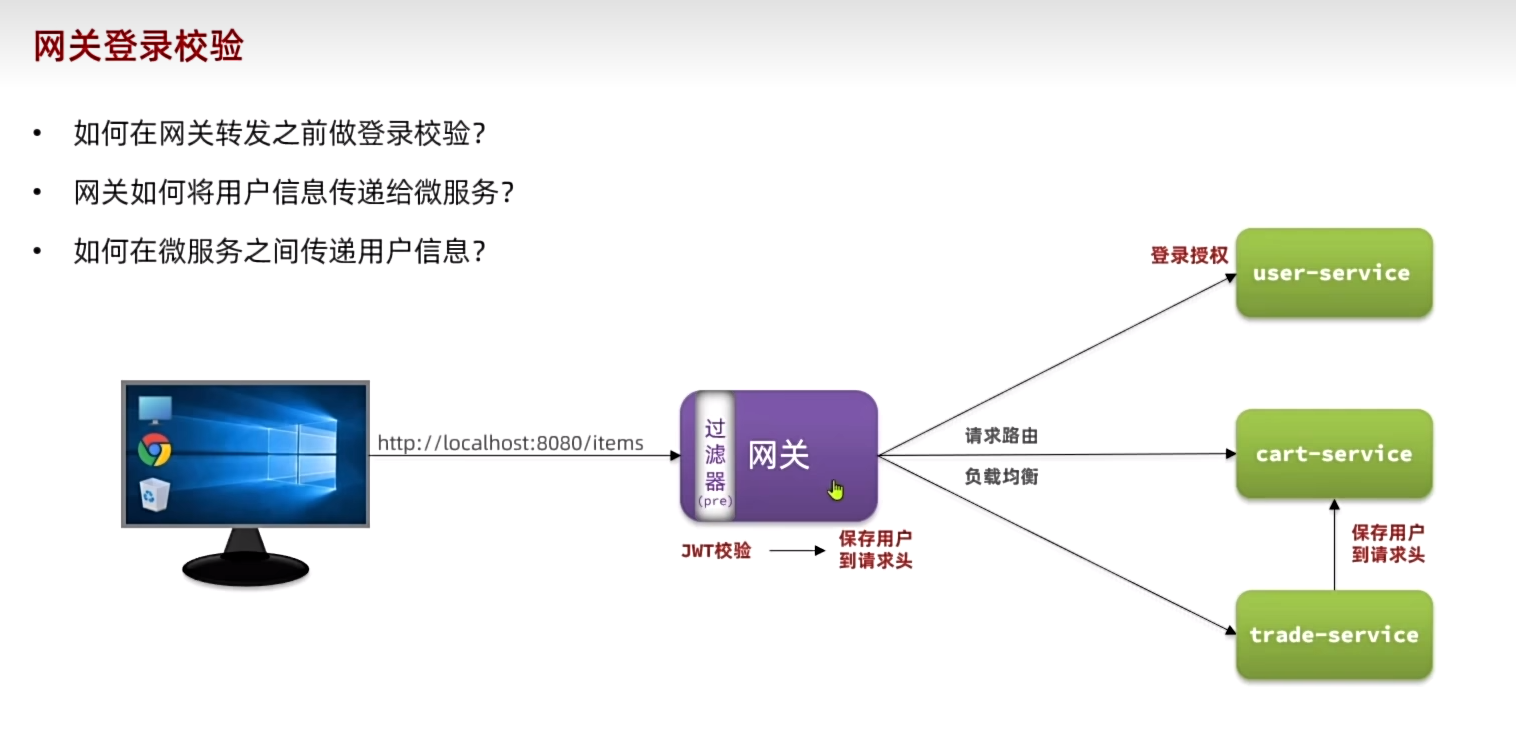 网关登录校验
• 如何在网关转发之前做登录校验？
• 网关如何将用户信息传递给微服务？
• 如何在微服务之间传递用户信息？
http://localhost:8080/items
过滤器
(pre)
网关
JWT校验
保存用户
到请求头
请求路由
负载均衡
登录授权
user-service
cart-service
保存用户
到请求头
trade-service